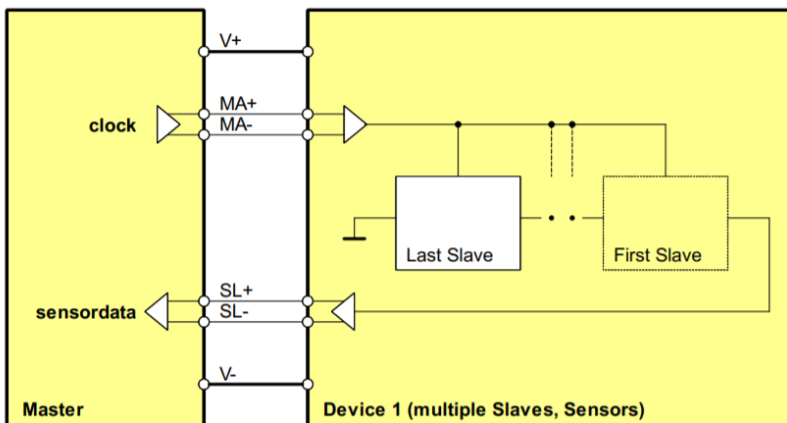 V+
MA+
clock
MA-
Last Slave
First Slave
SL+
sensordata
SL-
V-
Master
Device 1 (multiple Slaves, Sensors)